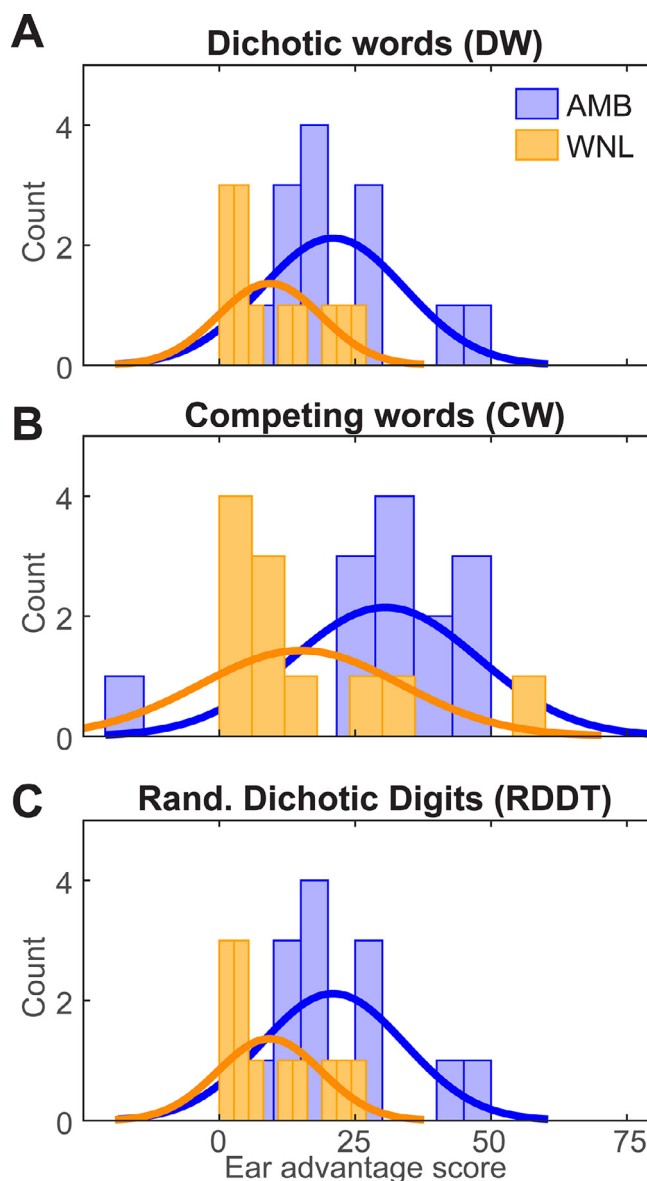 A
Dichotic words (DW)
AMB
WNL
Count
4
2
0
B
Competing words (CW)
Count
4
2
0
C
Rand. Dichotic Digits (RDDT)
Count
4
2
0
0 25 50 75
Ear advantage score